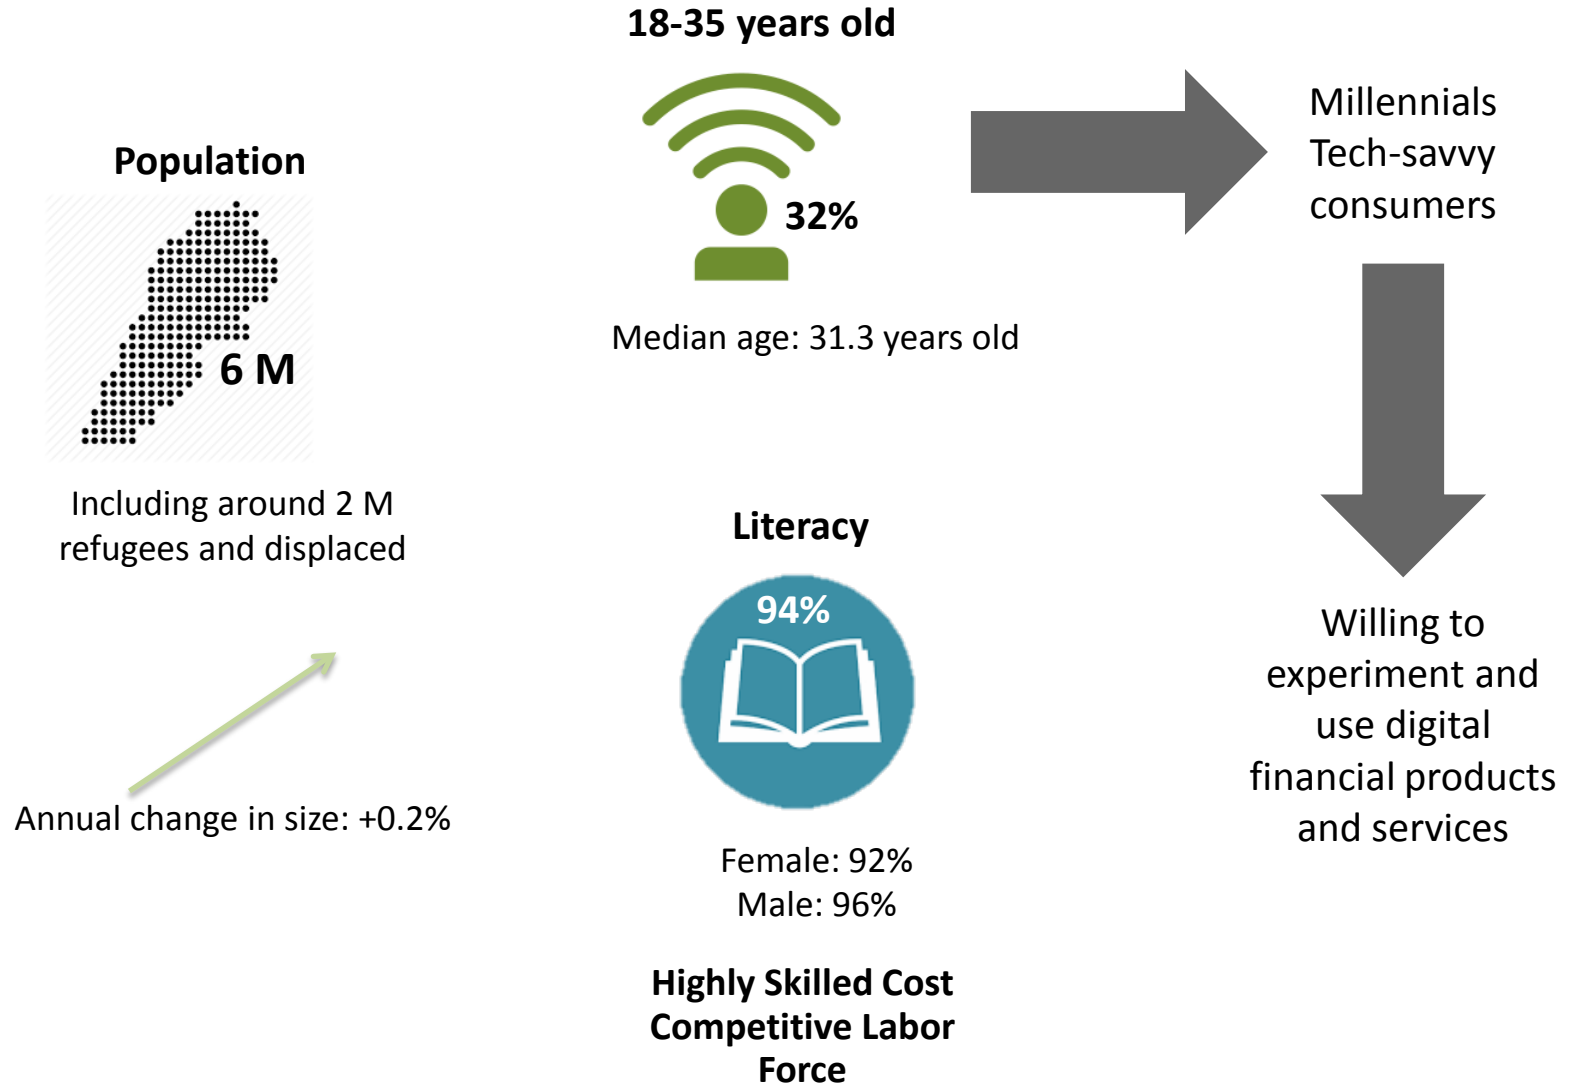 Population
6 M
Including around 2 M
refugees and displaced
Annual change in size: +0.2%
18-35 years old
32%
Median age: 31.3 years old
Literacy
94%
Female: 92%
Male: 96%
Highly Skilled Cost
Competitive Labor
Force
Millennials
Tech-savvy
consumers
Willing to
experiment and
use digital
financial products
and services